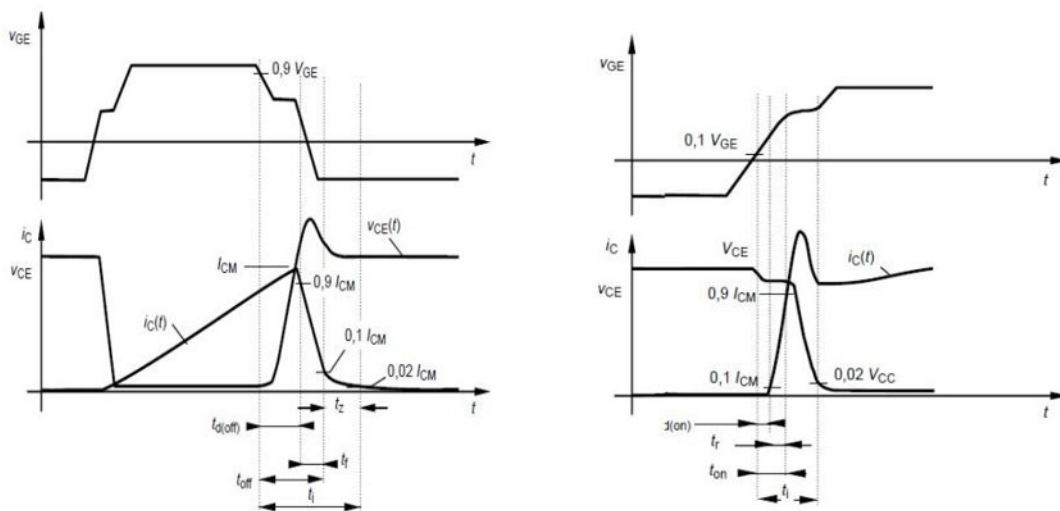 vGE
0,9 VGE
t
iC
vCE
ICM
vCE(t)
0,9 ICM
iC(t)
0,1 ICM
0,02 ICM
t
tz
td(off)
tf
toff
ti
vGE
0,1 VGE
t
iC
VCE
iC(t)
vCE
0,9 ICM
0,1 ICM
0,02 VCC
t
d(on)
tr
ton
ti